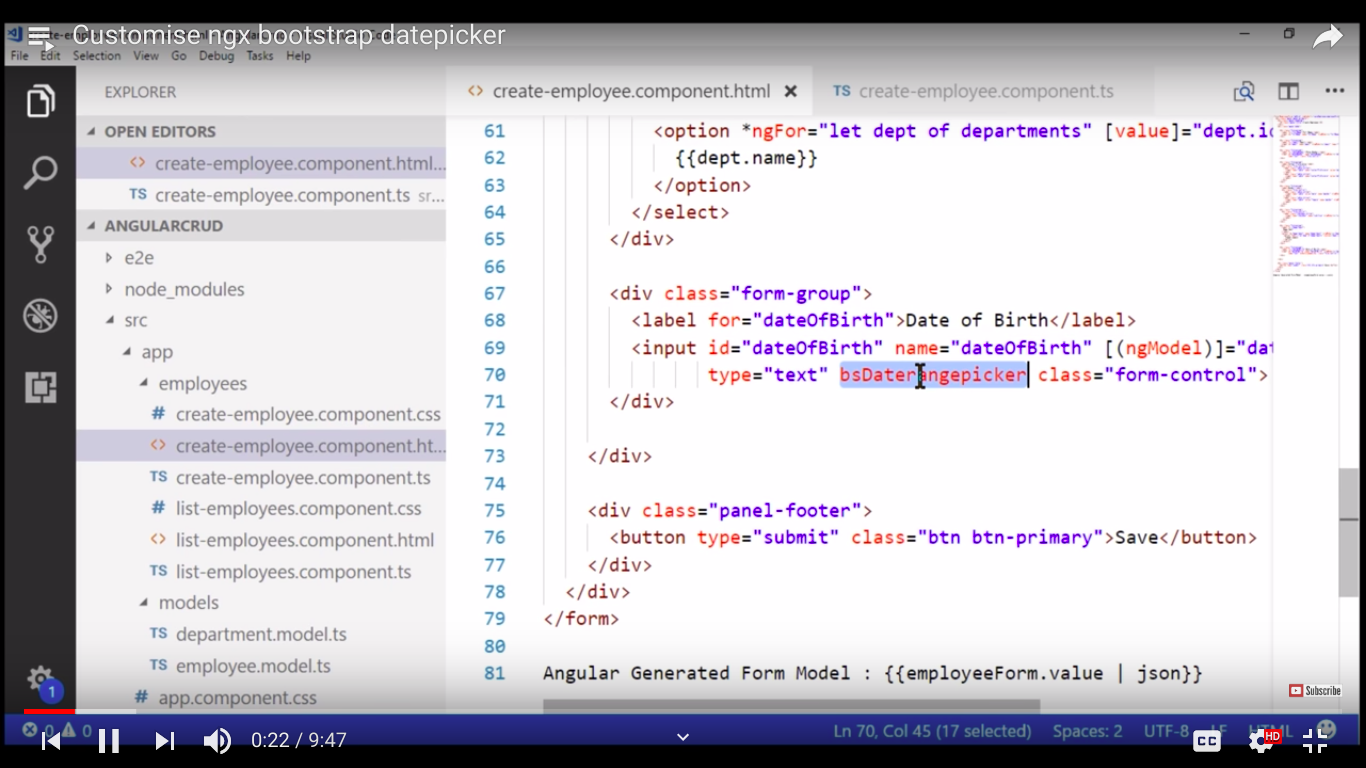 Customise ngx bootstrap datepicker
File Edit Selection View Go Debug Tasks Help
EXPLORER
OPEN EDITORS
create-employee.component.html...
TS create-employee.component.ts sr...
ANGULARCRUD
e2e
node_modules
src
app
employees
# create-employee.component.css
<> create-employee.component.ht...
TS create-employee.component.ts
# list-employees.component.css
<> list-employees.component.html
TS list-employees.component.ts
models
TS department.model.ts
TS employee.model.ts
# app.component.css
1
<> create-employee.component.html
TS create-employee.component.ts
61 <option *ngFor="let dept of departments" [value]="dept.id
62 {{dept.name}}
63 </option>
64 </select>
65 </div>
66
67 <div class="form-group">
68 <label for="dateOfBirth">Date of Birth</label>
69 <input id="dateOfBirth" name="dateOfBirth" [(ngModel)]="dat
70 type="text" bsDaterangepicker class="form-control">
71 </div>
72
73 </div>
74
75 <div class="panel-footer">
76 <button type="submit" class="btn btn-primary">Save</button>
77 </div>
78 </div>
79 </form>
80
81 Angular Generated Form Model : {{employeeForm.value | json}}
Subscribe
0 0
Ln 70, Col 45 (17 selected) Spaces: 2 UTF-8 LF HTML
0:22 / 9:47
CC HD